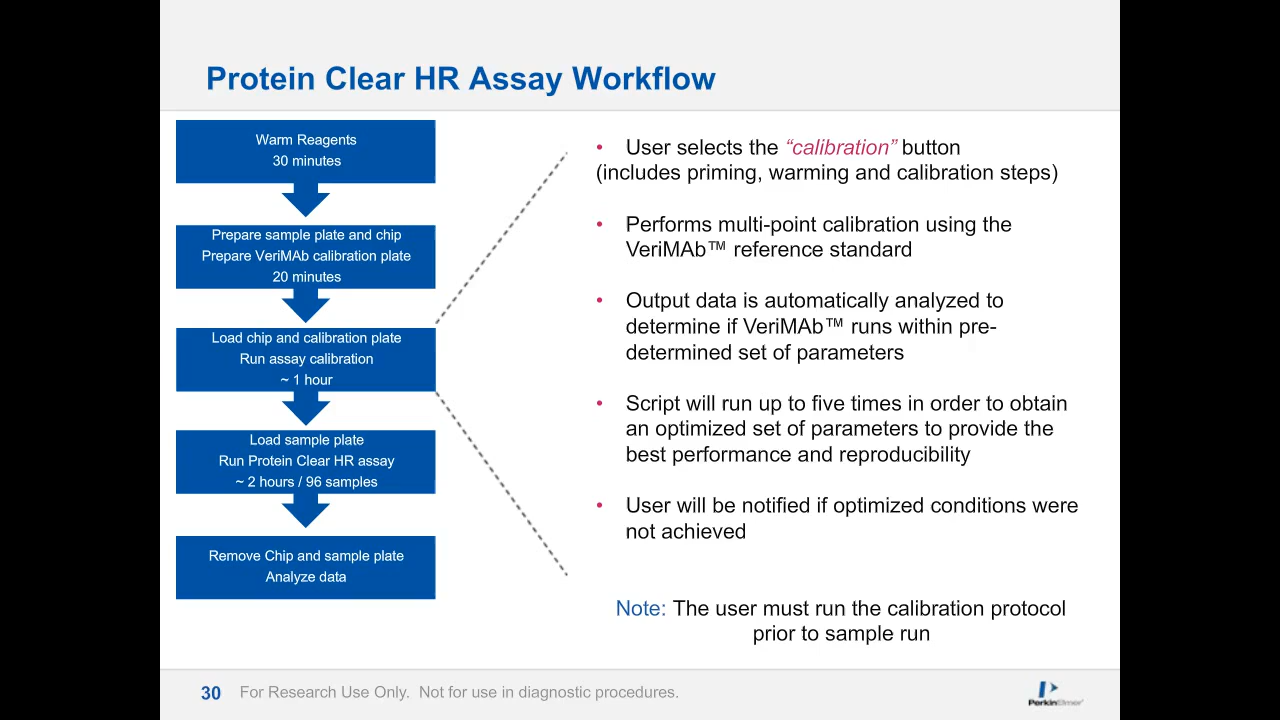 Protein Clear HR Assay Workflow
Warm Reagents
30 minutes
Prepare sample plate and chip
Prepare VeriMAb calibration plate
20 minutes
Load chip and calibration plate
Run assay calibration
~ 1 hour
Load sample plate
Run Protein Clear HR assay
~ 2 hours / 96 samples
Remove Chip and sample plate
Analyze data
• User selects the “calibration” button
(includes priming, warming and calibration steps)
• Performs multi-point calibration using the
VeriMAb™ reference standard
• Output data is automatically analyzed to
determine if VeriMAb™ runs within pre-
determined set of parameters
• Script will run up to five times in order to obtain
an optimized set of parameters to provide the
best performance and reproducibility
• User will be notified if optimized conditions were
not achieved
Note: The user must run the calibration protocol
prior to sample run
30 For Research Use Only. Not for use in diagnostic procedures.
PerkinElmer